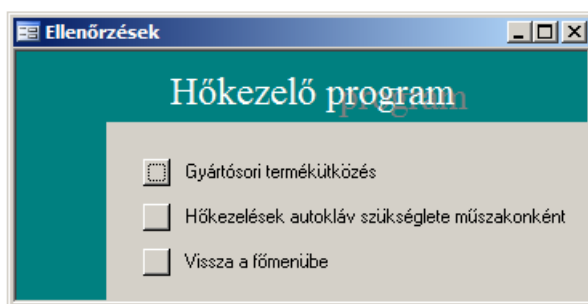 Ellenőrzések
Hőkezelő program
Gyártósori termékütközés
Hőkezelések autokláv szükséglete műszakonként
Vissza a főmenübe